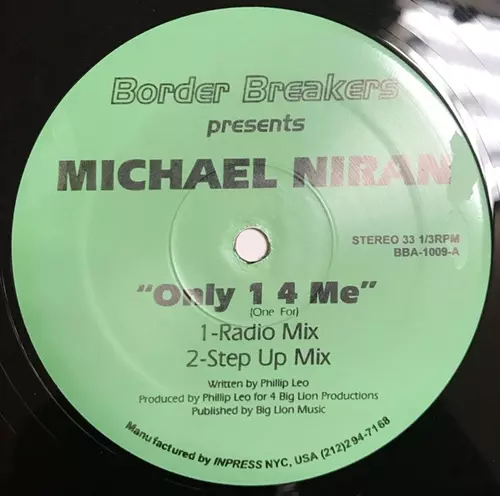 Border Breakers
presents
MICHAEL NIRAN
STEREO 33 1/3RPM
BBA-1009-A
"Only 1 4 Me"
(One For)
1-Radio Mix
2-Step Up Mix
Written by Phillip Leo
Produced by Phillip Leo for 4 Big Lion Productions
Published by Big Lion Music
Manufactured by INPRESS NYC, USA (212)294-7168